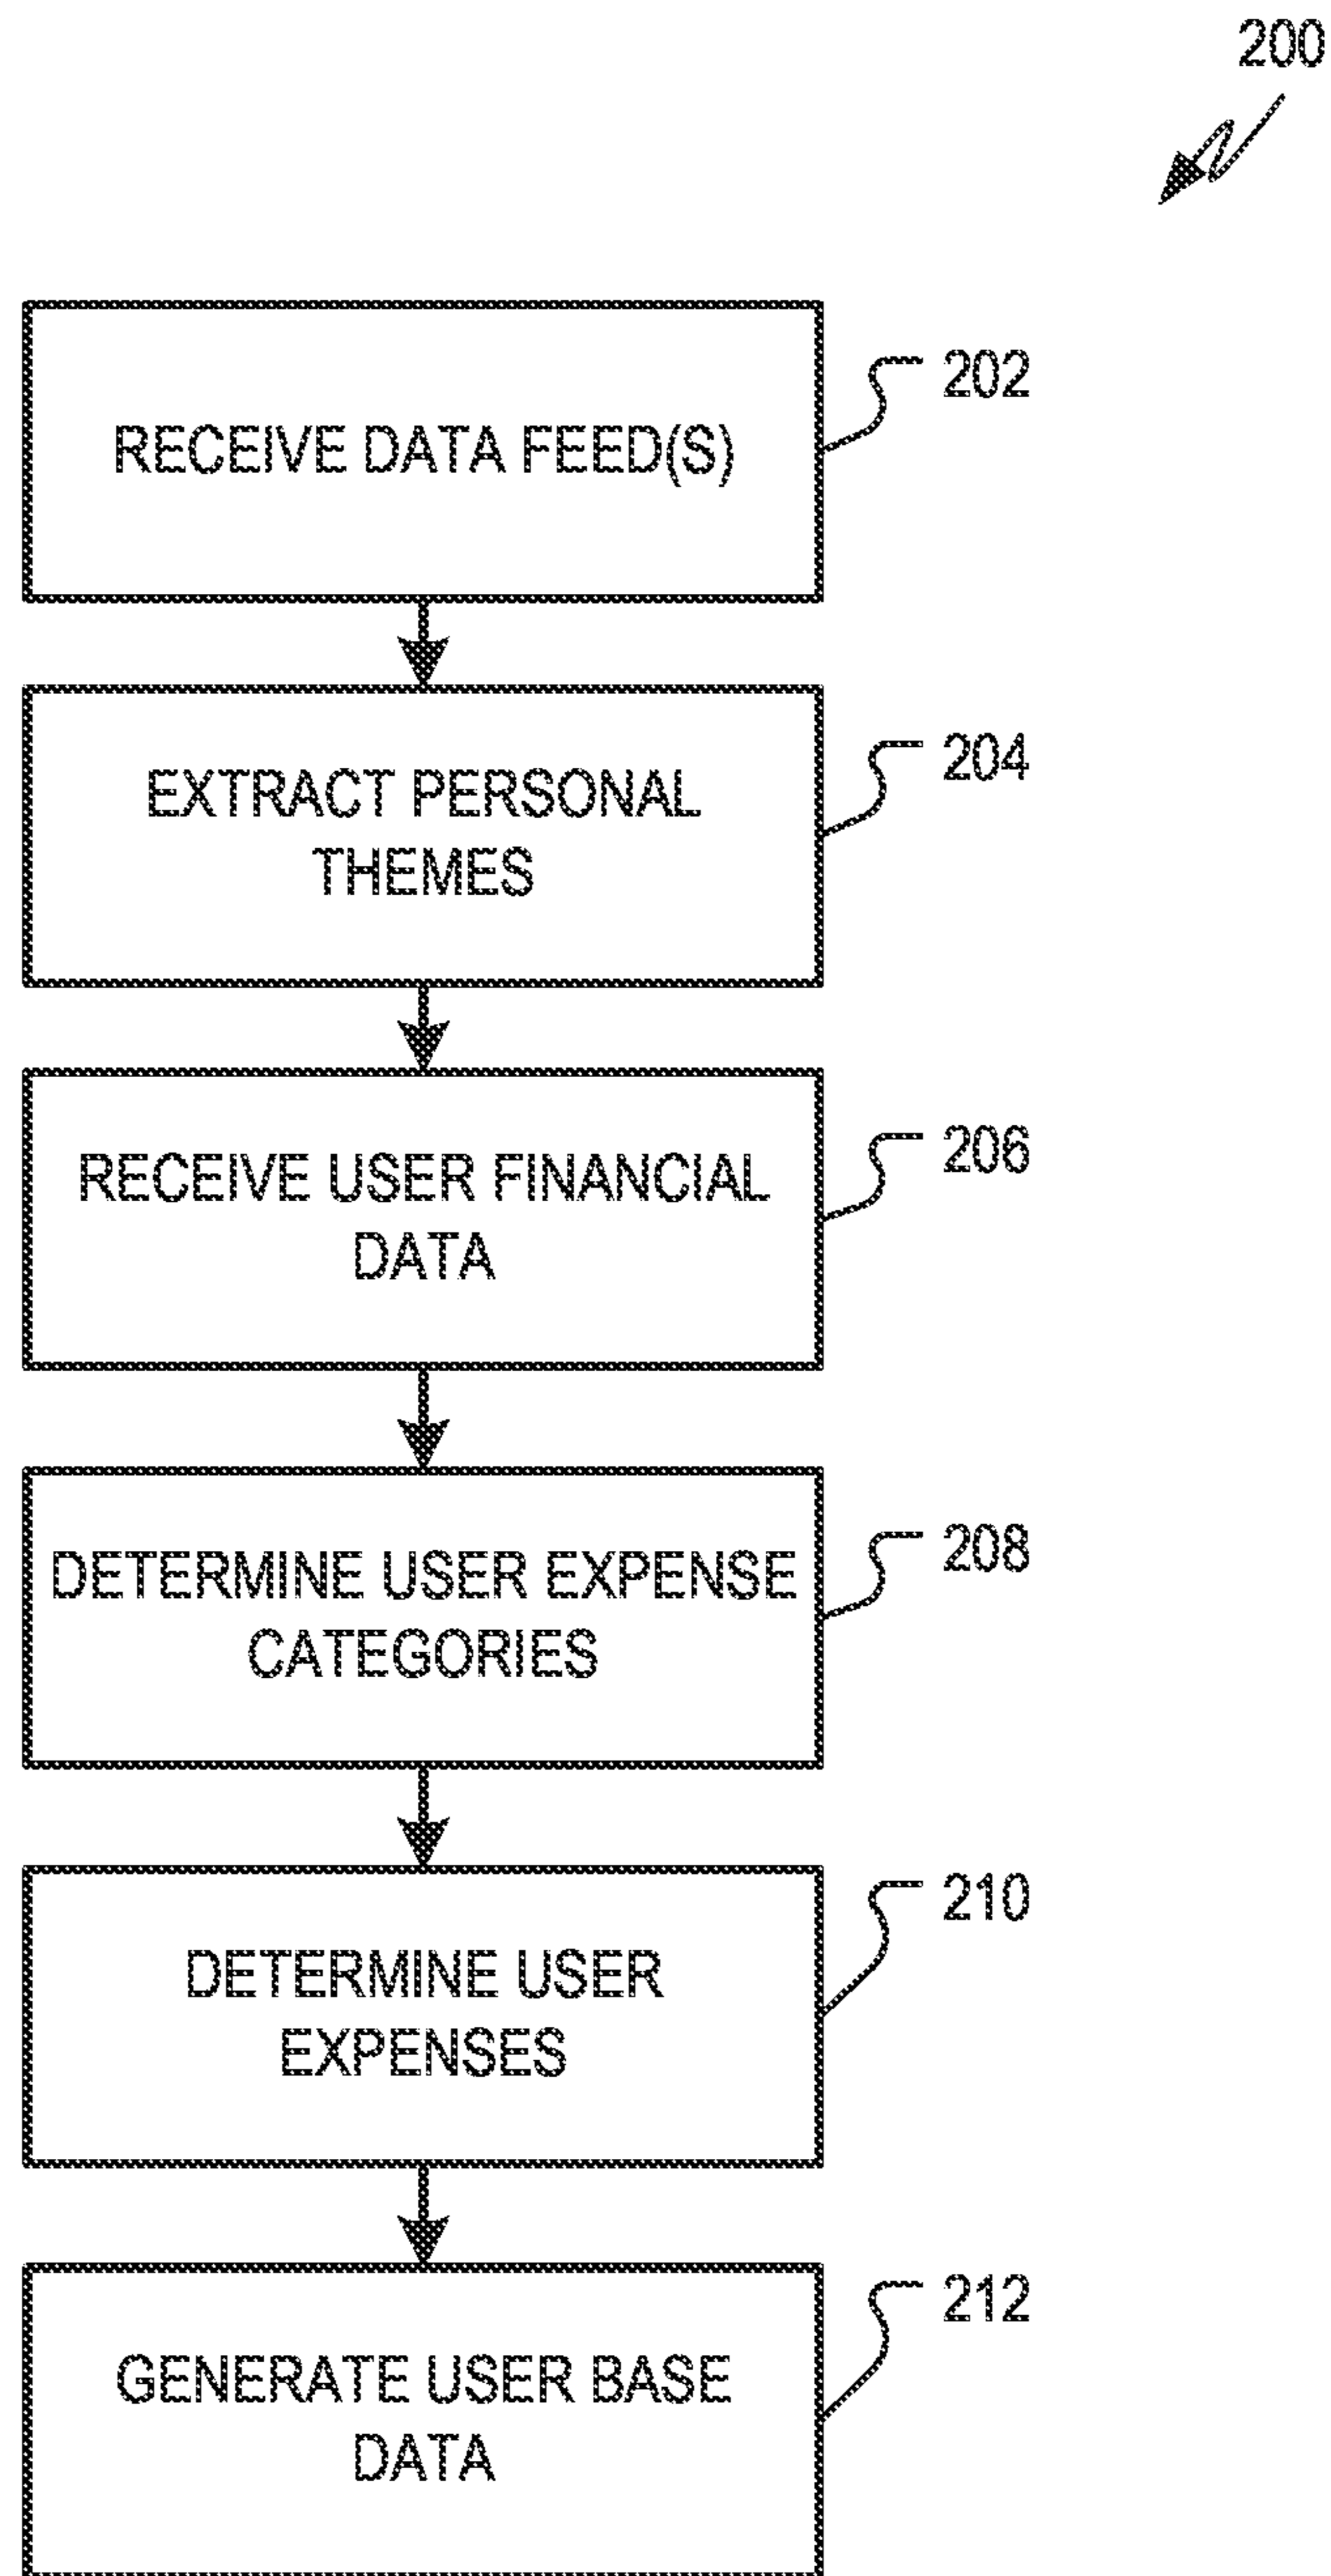 200
RECEIVE DATA FEED(S)
202
EXTRACT PERSONAL
THEMES
204
RECEIVE USER FINANCIAL
DATA
206
DETERMINE USER EXPENSE
CATEGORIES
208
DETERMINE USER
EXPENSES
210
GENERATE USER BASE
DATA
212